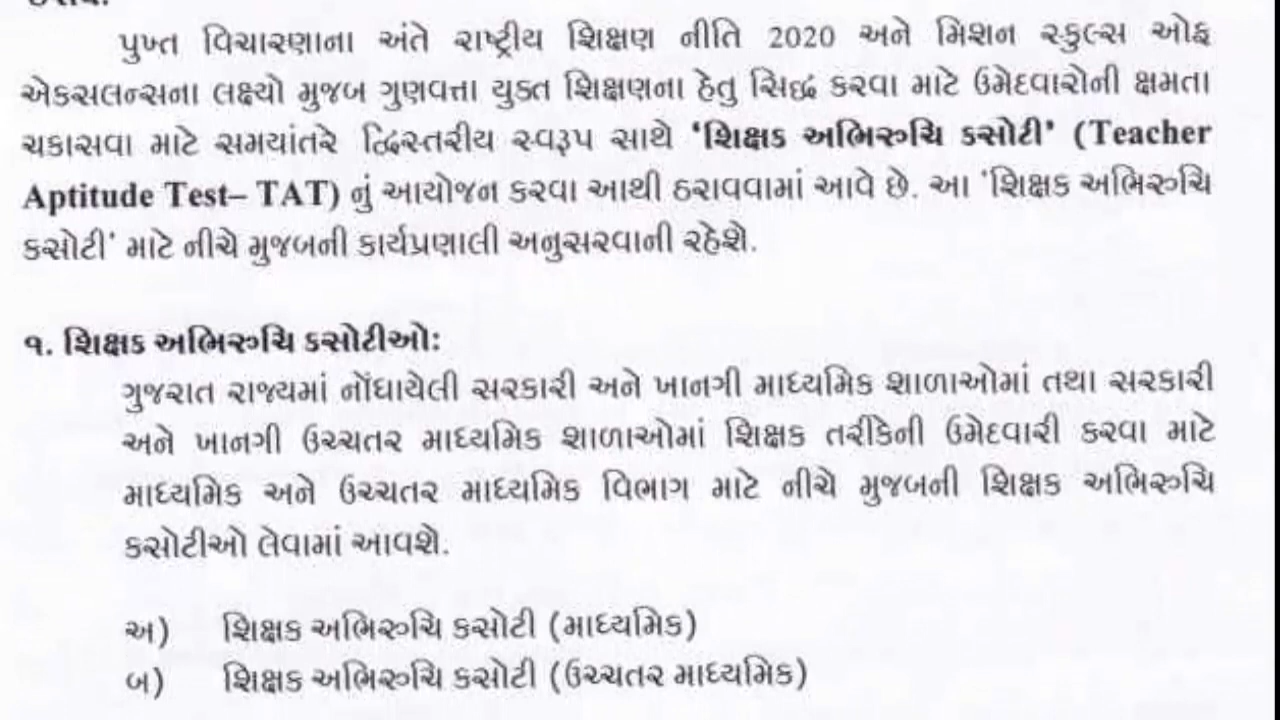 પુખ્ત વિચારણાના અંતે રાષ્ટ્રીય શિક્ષણ નીતિ 2020 અને મિશન સ્કુલ્સ ઓફ
એકસલન્સના લક્ષ્યો મુજબ ગુણવત્તા યુક્ત શિક્ષણના હેતુ સિદ્ધ કરવા માટે ઉમેદવારોની ક્ષમતા
ચકાસવા માટે સમયાંતરે દ્વિસ્તરીય સ્વરૂપ સાથે ‘શિક્ષક અભિરુચિ કસોટી’ (Teacher
Aptitude Test– TAT) નું આયોજન કરવા આથી ઠરાવવામાં આવે છે. આ ‘શિક્ષક અભિરુચિ
કસોટી’ માટે નીચે મુજબની કાર્યપ્રણાલી અનુસરવાની રહેશે.
૧. શિક્ષક અભિરુચિ કસોટીઓ:
ગુજરાત રાજ્યમાં નોંધાયેલી સરકારી અને ખાનગી માધ્યમિક શાળાઓમાં તથા સરકારી
અને ખાનગી ઉચ્ચતર માધ્યમિક શાળાઓમાં શિક્ષક તરીકેની ઉમેદવારી કરવા માટે
માધ્યમિક અને ઉચ્ચતર માધ્યમિક વિભાગ માટે નીચે મુજબની શિક્ષક અભિરુચિ
કસોટીઓ લેવામાં આવશે.
અ) શિક્ષક અભિરુચિ કસોટી (માધ્યમિક)
બ) શિક્ષક અભિરુચિ કસોટી (ઉચ્ચતર માધ્યમિક)